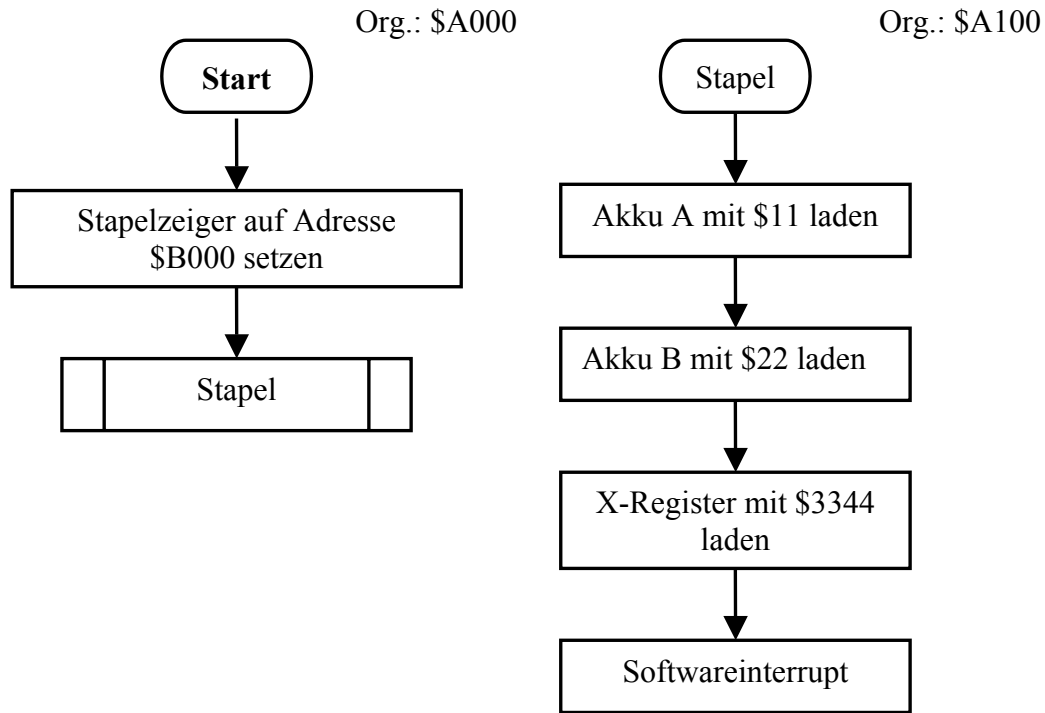 Org.: $A000
Start
Stapelzeiger auf Adresse
$B000 setzen
Stapel
Org.: $A100
Stapel
Akku A mit $11 laden
Akku B mit $22 laden
X-Register mit $3344
laden
Softwareinterrupt